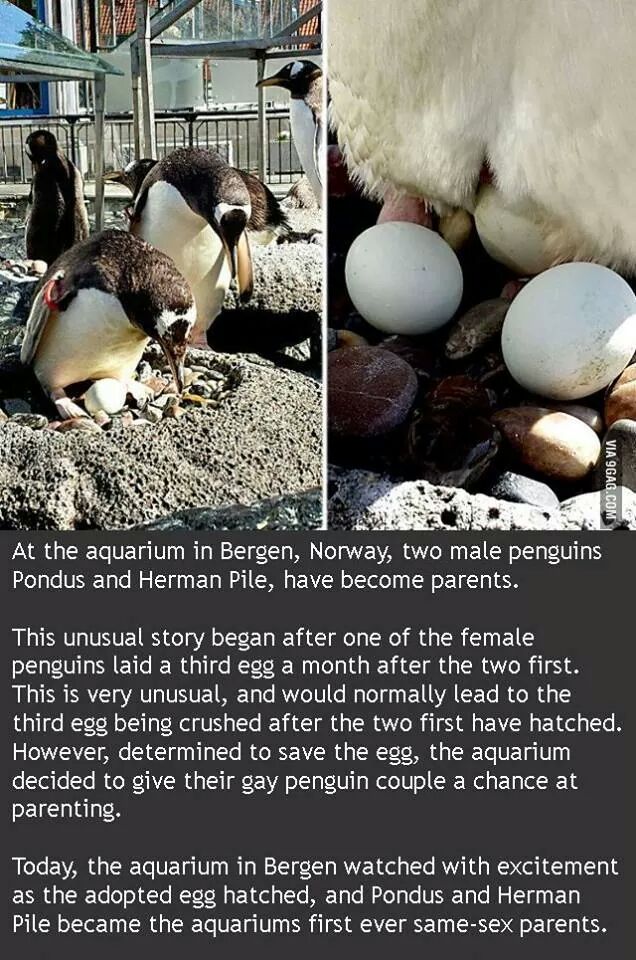 VIA 9GAG.COM
At the aquarium in Bergen, Norway, two male penguins
Pondus and Herman Pile, have become parents.
This unusual story began after one of the female
penguins laid a third egg a month after the two first.
This is very unusual, and would normally lead to the
third egg being crushed after the two first have hatched.
However, determined to save the egg, the aquarium
decided to give their gay penguin couple a chance at
parenting.
Today, the aquarium in Bergen watched with excitement
as the adopted egg hatched, and Pondus and Herman
Pile became the aquariums first ever same-sex parents.